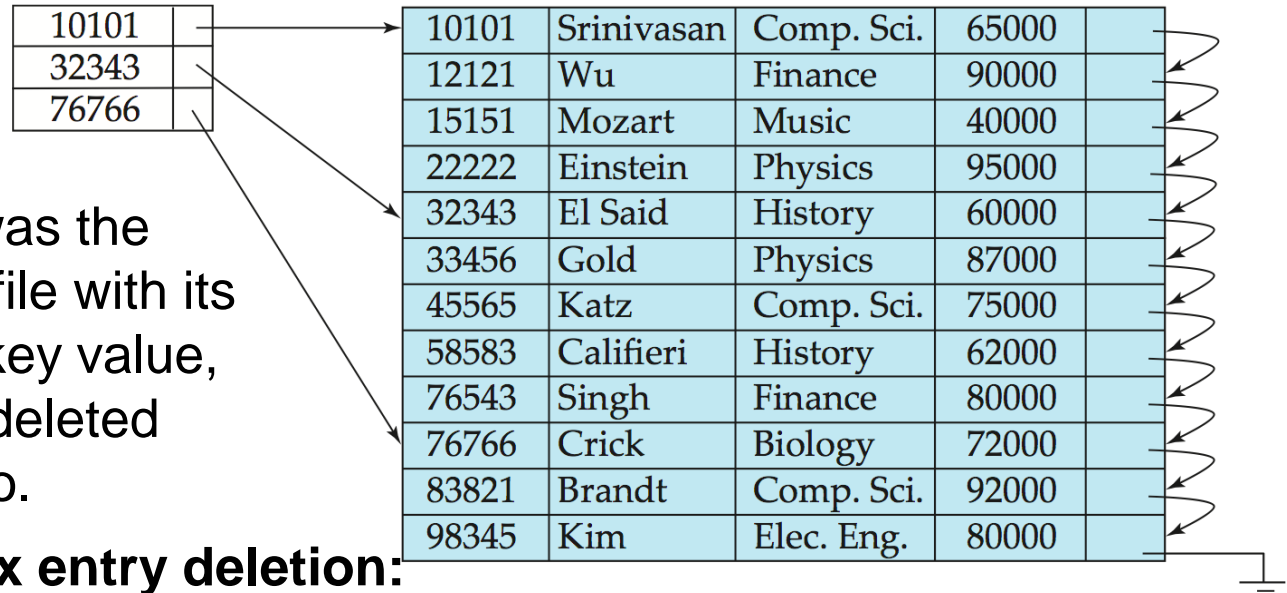 10101
32343
76766
10101 Srinivasan Comp. Sci. 65000
12121 Wu Finance 90000
15151 Mozart Music 40000
22222 Einstein Physics 95000
32343 El Said History 60000
33456 Gold Physics 87000
45565 Katz Comp. Sci. 75000
58583 Califieri History 62000
76543 Singh Finance 80000
76766 Crick Biology 72000
83821 Brandt Comp. Sci. 92000
98345 Kim Elec. Eng. 80000
was the
file with its
key value,
deleted
entry deletion: